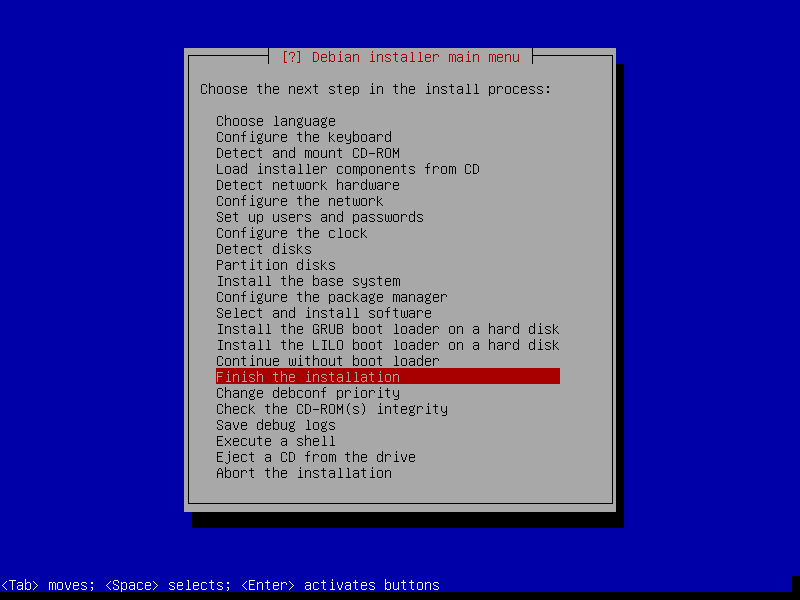 [?] Debian installer main menu
Choose the next step in the install process:
Choose language
Configure the keyboard
Detect and mount CD-ROM
Load installer components from CD
Detect network hardware
Configure the network
Set up users and passwords
Configure the clock
Detect disks
Partition disks
Install the base system
Configure the package manager
Select and install software
Install the GRUB boot loader on a hard disk
Install the LILO boot loader on a hard disk
Continue without boot loader
Finish the installation
Change debconf priority
Check the CD-ROM(s) integrity
Save debug logs
Execute a shell
Eject a CD from the drive
Abort the installation
<Tab> moves; <Space> selects; <Enter> activates buttons